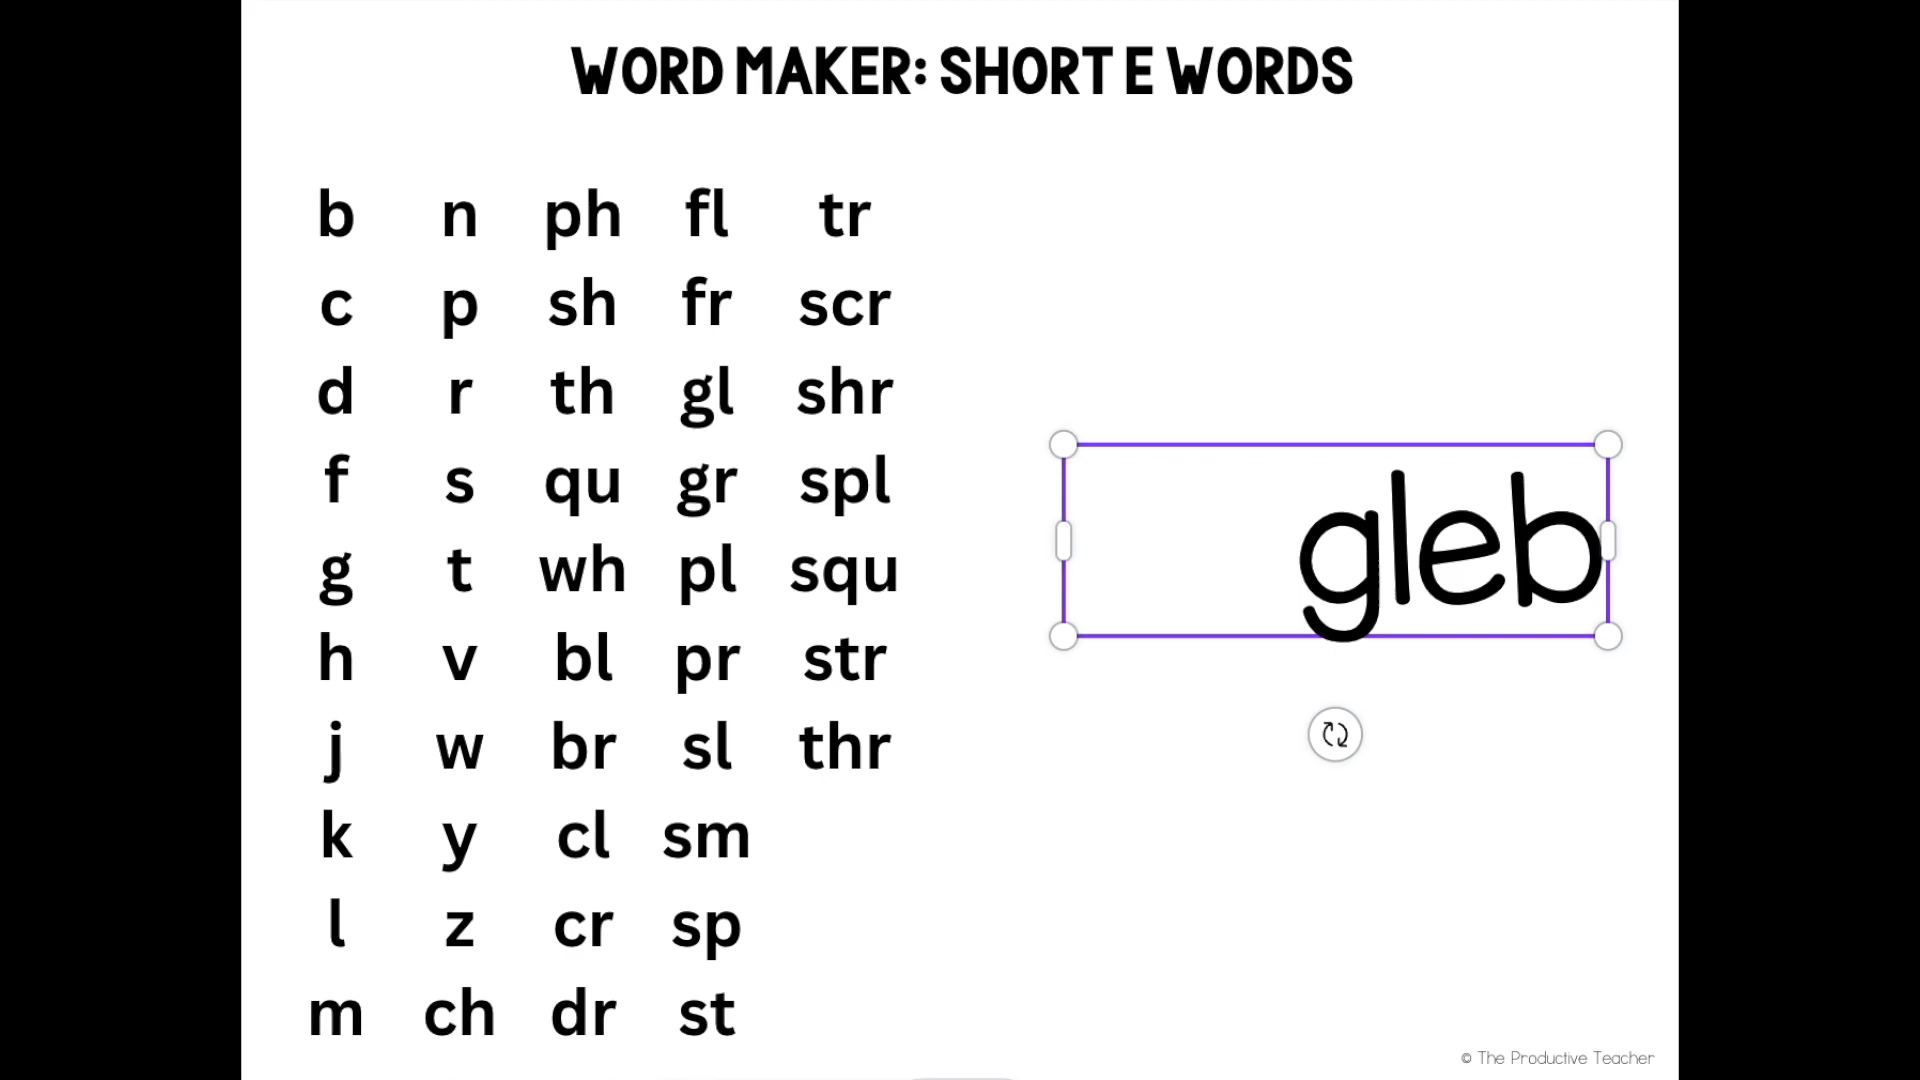 WORD MAKER: SHORT E WORDS
b n ph fl tr
c p sh fr scr
d r th gl shr
f s qu gr spl
g t wh pl squ
h v bl pr str
j w br sl thr
k y cl sm
l z cr sp
m ch dr st
gleb
© The Productive Teacher